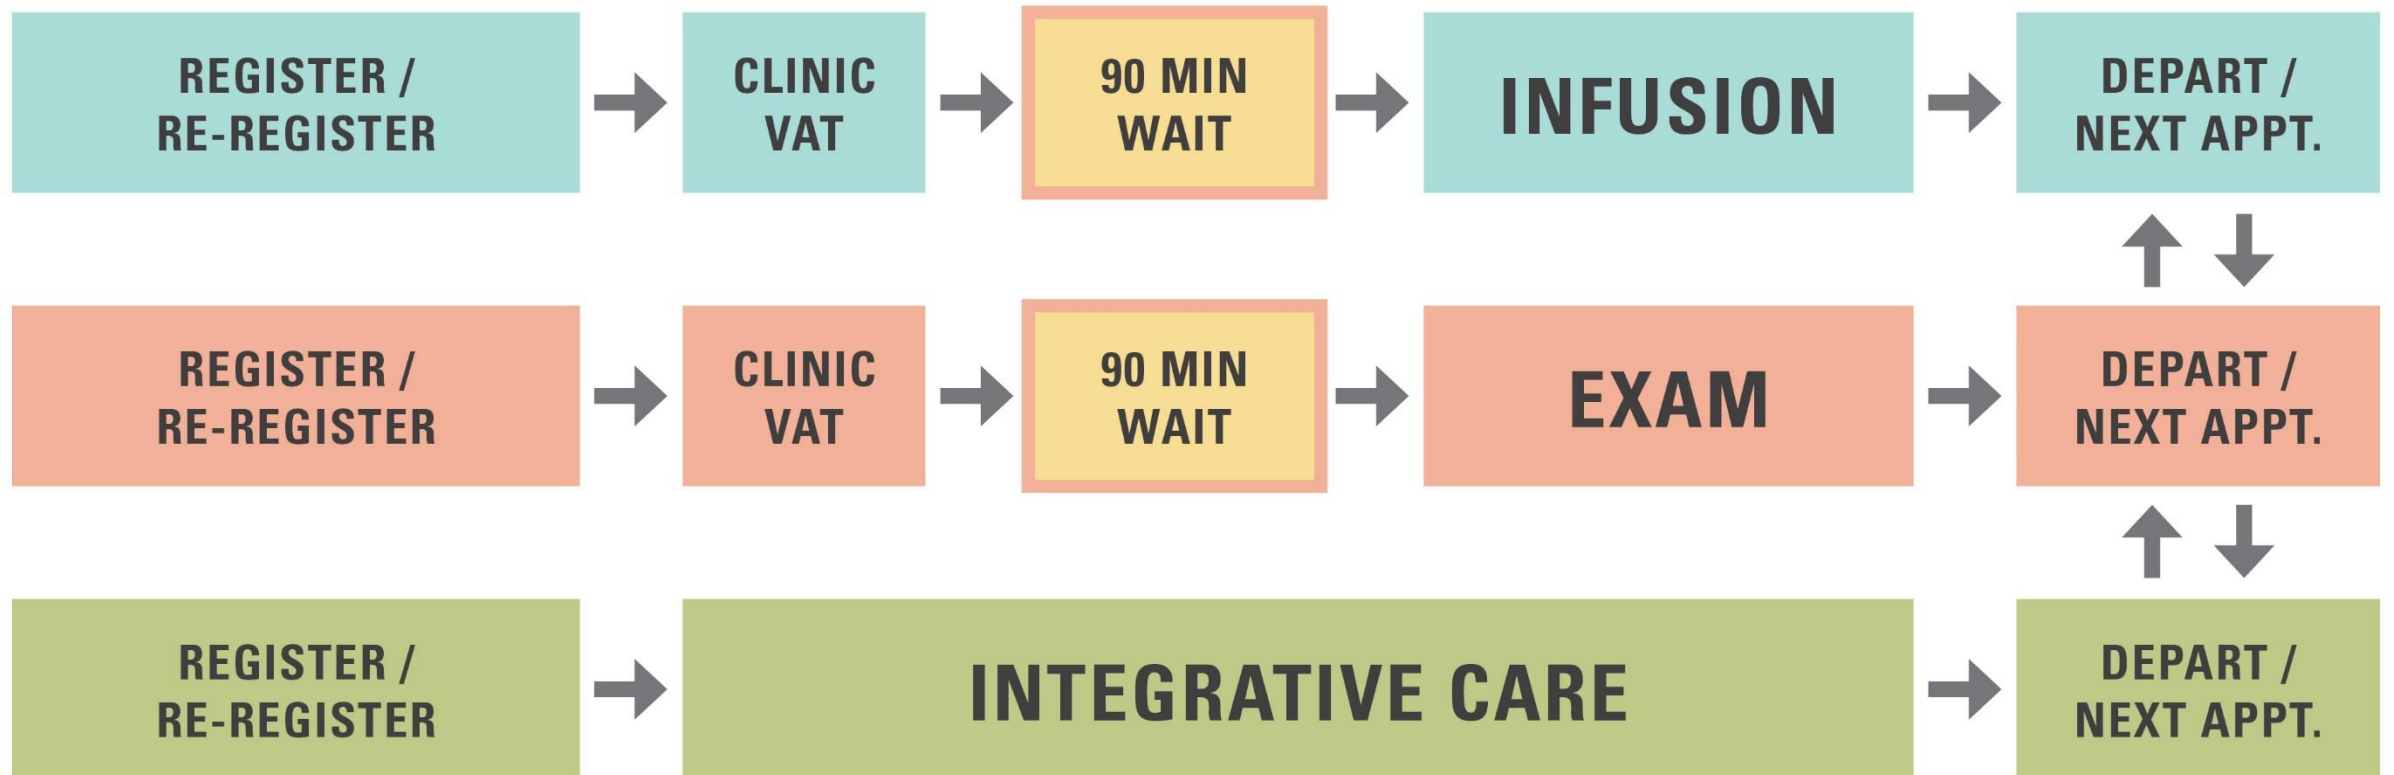 REGISTER /
RE-REGISTER
CLINIC
VAT
90 MIN
WAIT
INFUSION
DEPART /
NEXT APPT.
REGISTER /
RE-REGISTER
CLINIC
VAT
90 MIN
WAIT
EXAM
DEPART /
NEXT APPT.
REGISTER /
RE-REGISTER
INTEGRATIVE CARE
DEPART /
NEXT APPT.